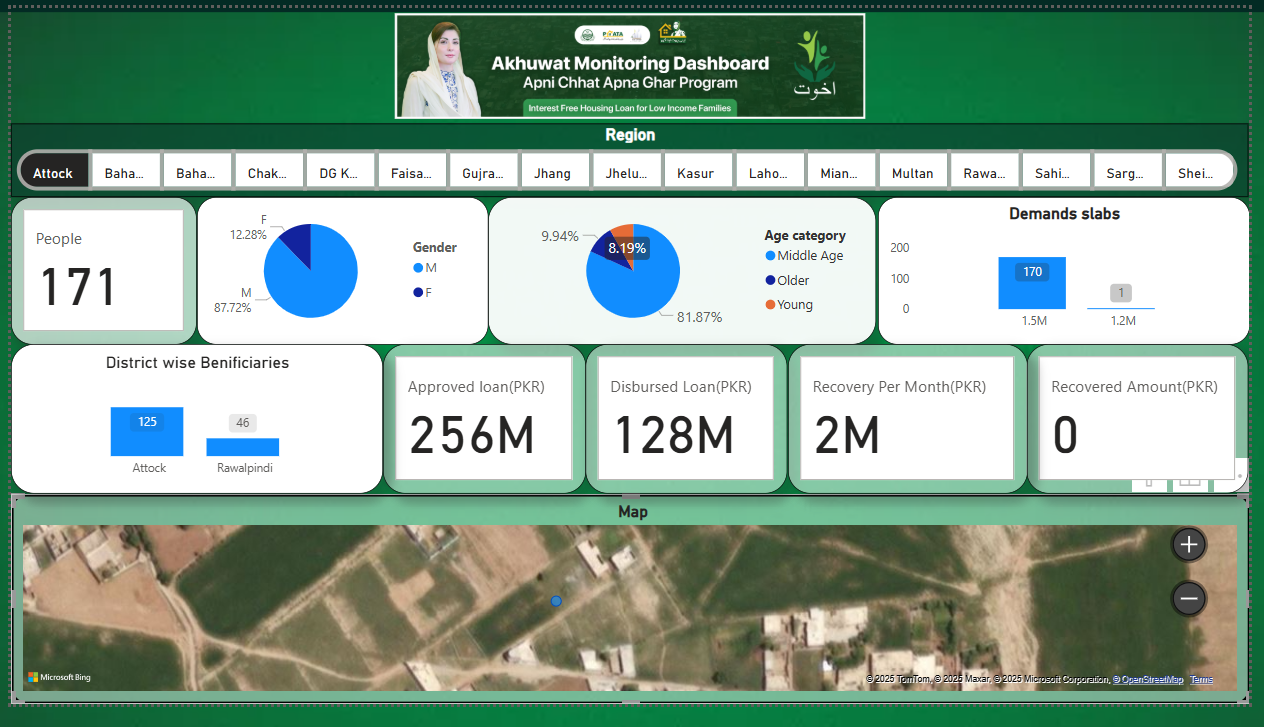 Akhuwat Monitoring Dashboard
Apni Chhat Apna Ghar Program
اخوت
Interest Free Housing Loan for Low Income Families
Region
Attock Baha... Baha... Chak... DG K... Faisa... Gujra... Jhang Jhelu... Kasur Laho... Mian... Multan Rawa... Sahi... Sarg... Shei...
People
171
F
12.28%
M
87.72%
Gender
M
F
9.94%
8.19%
81.87%
Age category
Middle Age
Older
Young
Demands slabs
200
100
0
170
1
1.5M
1.2M
District wise Benificiaries
125
46
Attock
Rawalpindi
Approved loan(PKR)
256M
Disbursed Loan(PKR)
128M
Recovery Per Month(PKR)
2M
Recovered Amount(PKR)
0
Map
Microsoft Bing
© 2025 TomTom, © 2025 Maxar, © 2025 Microsoft Corporation, © OpenStreetMap Terms